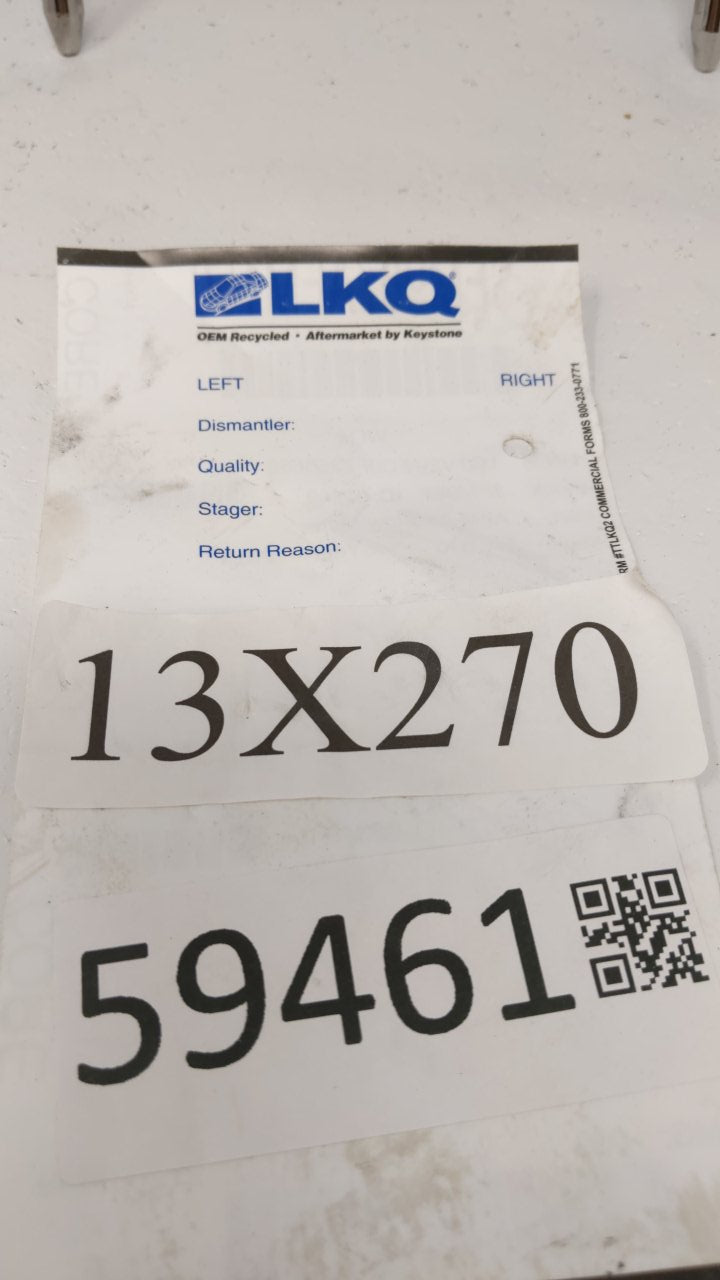 LKQ®
OEM Recycled · Aftermarket by Keystone
LEFT RIGHT
Dismantler:
Quality:
Stager:
Return Reason:
RM #TTLKQ2 COMMERCIAL FORMS 800-233-0771
13X270
59461
CORE